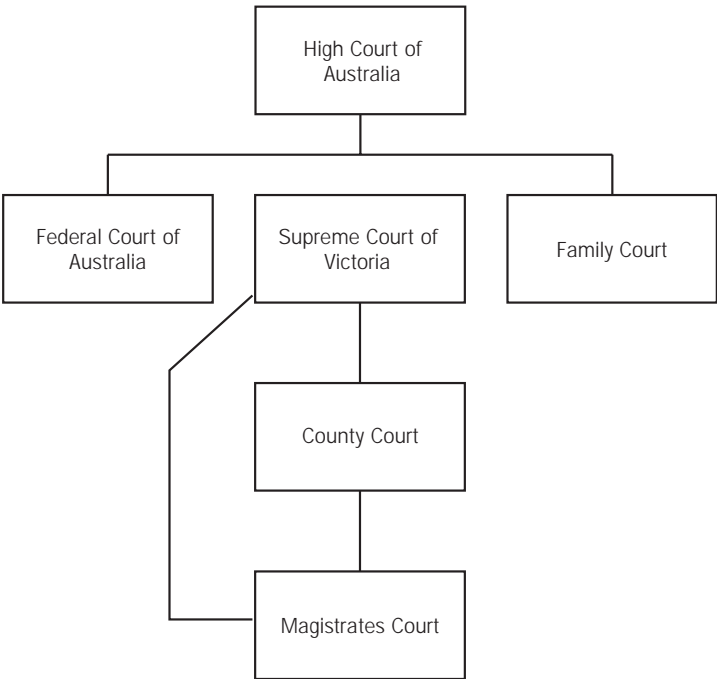 High Court of
Australia
Federal Court of
Australia
Supreme Court of
Victoria
Family Court
County Court
Magistrates Court